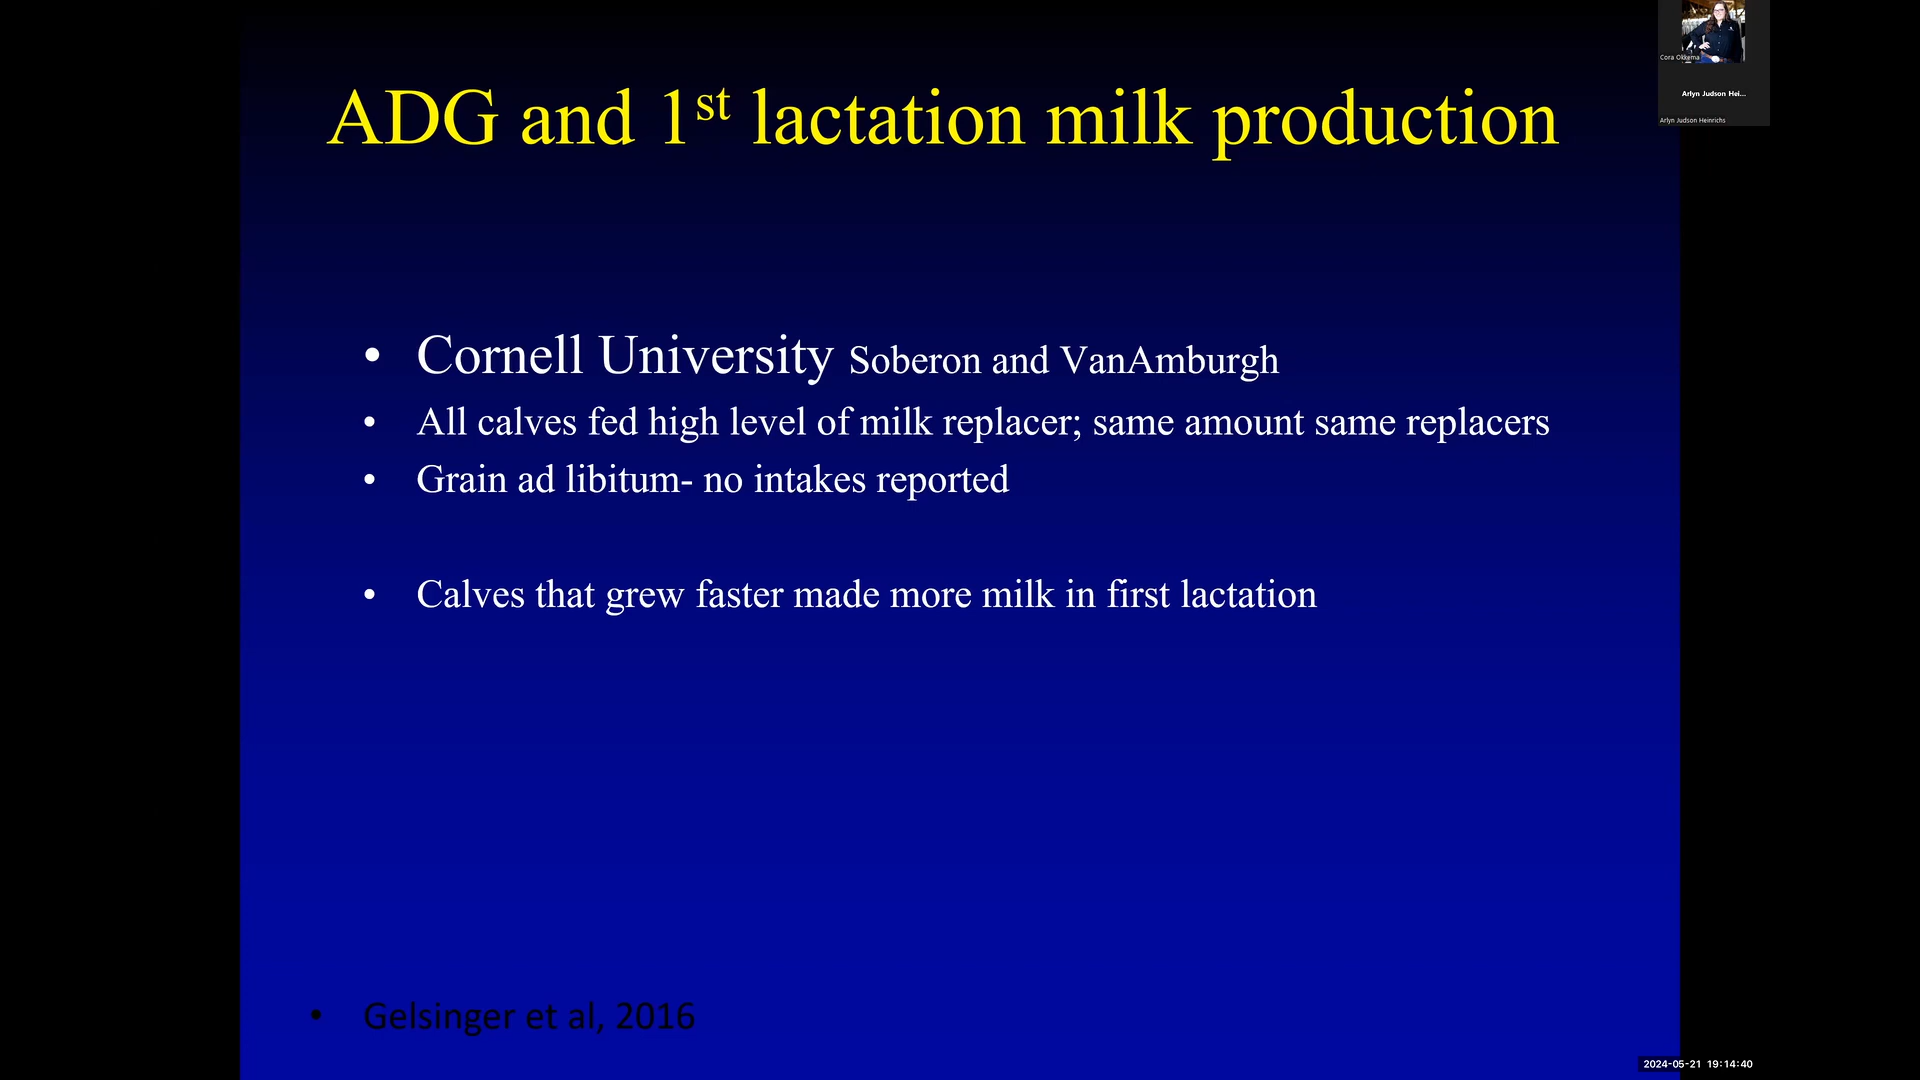 Cora Okkema
Arlyn Judson Hei...
Arlyn Judson Heinrichs
ADG and 1st lactation milk production
• Cornell University Soberon and VanAmburgh
• All calves fed high level of milk replacer; same amount same replacers
• Grain ad libitum- no intakes reported
• Calves that grew faster made more milk in first lactation
• Gelsinger et al, 2016
2024-05-21 19:14:40